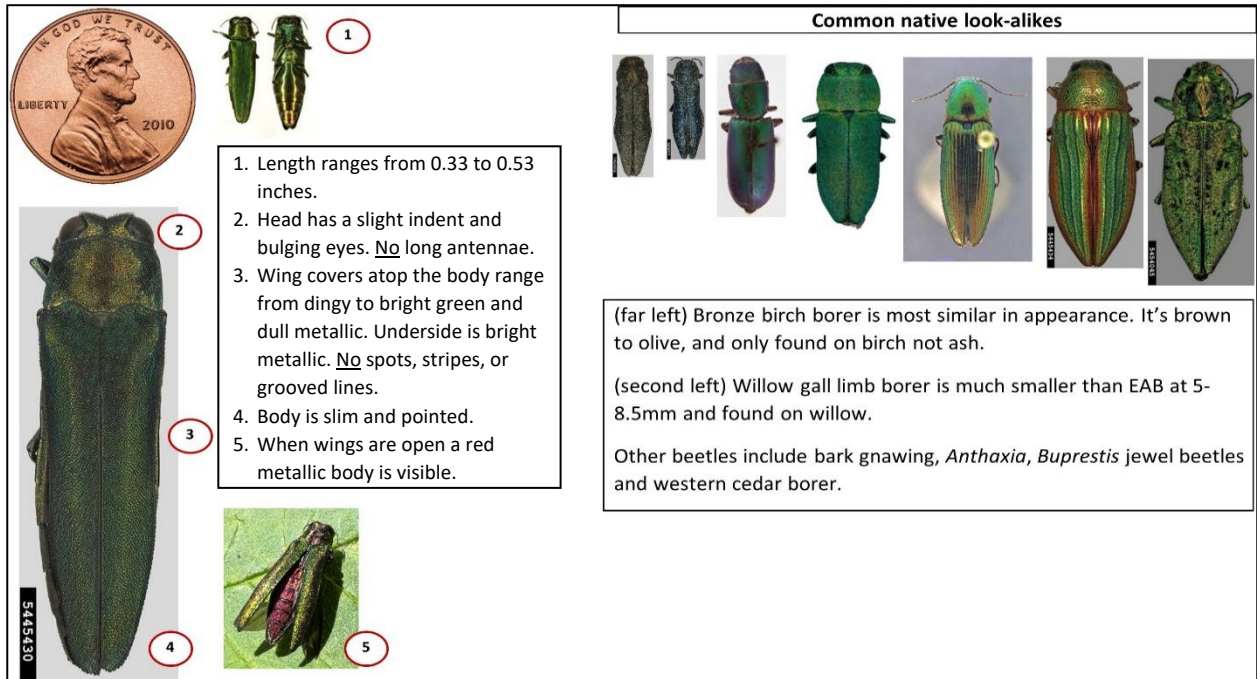 IN GOD WE TRUST
LIBERTY
2010
1
2
3
4
5
5445430
1. Length ranges from 0.33 to 0.53
inches.
2. Head has a slight indent and
bulging eyes. No long antennae.
3. Wing covers atop the body range
from dingy to bright green and
dull metallic. Underside is bright
metallic. No spots, stripes, or
grooved lines.
4. Body is slim and pointed.
5. When wings are open a red
metallic body is visible.
Common native look-alikes
5445434
5454045
(far left) Bronze birch borer is most similar in appearance. It’s brown
to olive, and only found on birch not ash.
(second left) Willow gall limb borer is much smaller than EAB at 5-
8.5mm and found on willow.
Other beetles include bark gnawing, Anthaxia, Buprestis jewel beetles
and western cedar borer.